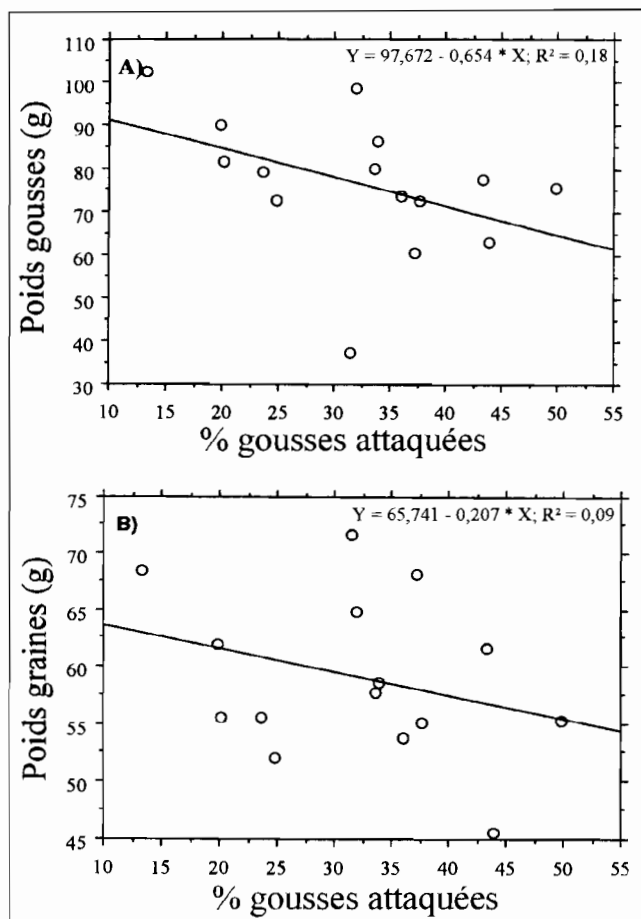 A)
Y = 97,672 - 0,654 * X; R² = 0,18
Poids gousses (g)
110
100
90
80
70
60
50
40
30
10 15 20 25 30 35 40 45 50 55
% gousses attaquées
B)
Y = 65,741 - 0,207 * X; R² = 0,09
Poids graines (g)
75
70
65
60
55
50
45
10 15 20 25 30 35 40 45 50 55
% gousses attaquées